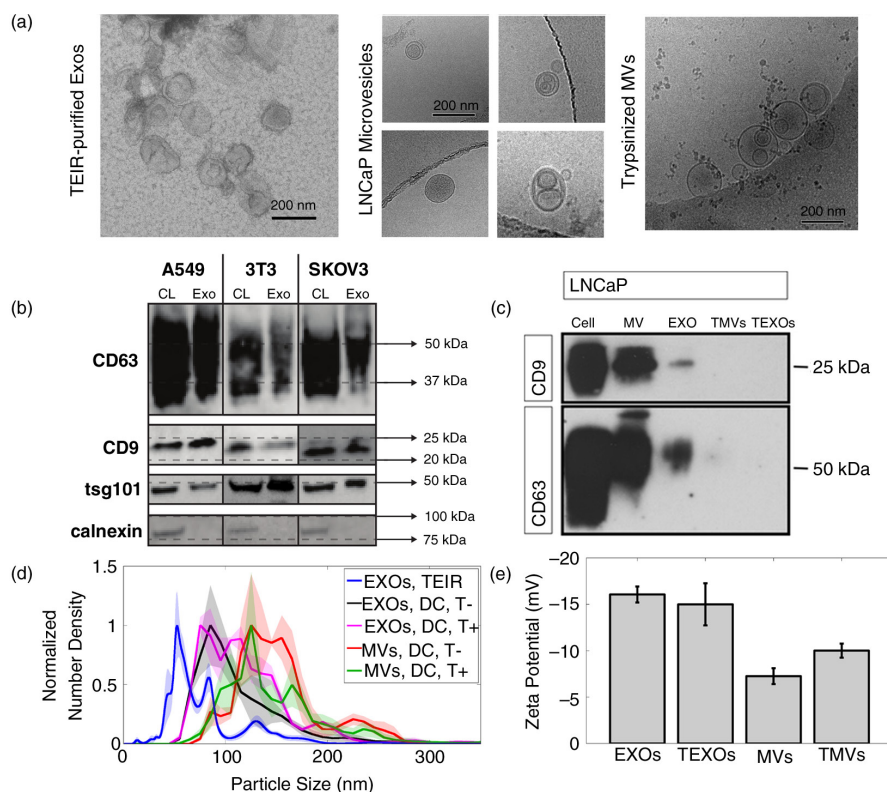 (a)
TEIR-purified Exos
200 nm
LNCaP Microvesicles
200 nm
Trypsinized MVs
200 nm
(b)
A549 3T3 SKOV3
CL Exo CL Exo CL Exo
CD63
50 kDa
37 kDa
CD9
25 kDa
20 kDa
tsg101
50 kDa
calnexin
100 kDa
75 kDa
(c)
LNCaP
Cell MV EXO TMVs TEXOs
CD9
25 kDa
CD63
50 kDa
(d)
Normalized
Number Density
1.5
1
0.5
0
0 100 200 300
Particle Size (nm)
EXOs, TEIR
EXOs, DC, T-
EXOs, DC, T+
MVs, DC, T-
MVs, DC, T+
(e)
Zeta Potential (mV)
−20
−15
−10
−5
0
EXOs TEXOs MVs TMVs